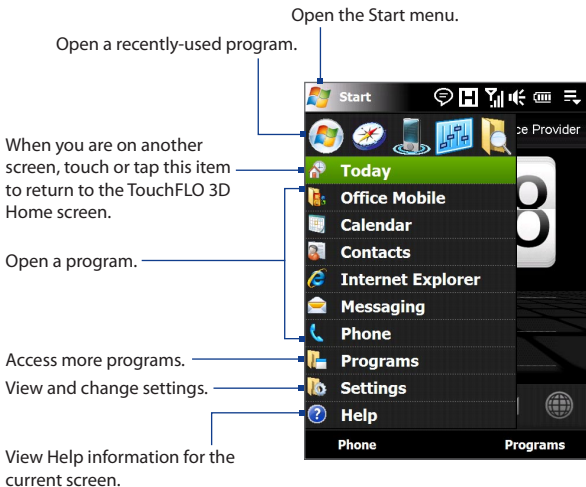 Open the Start menu.
Open a recently-used program.
Start
H
ce Provider
When you are on another
screen, touch or tap this item
to return to the TouchFLO 3D
Home screen.
Today
Office Mobile
Calendar
Open a program.
Contacts
Internet Explorer
Messaging
Phone
Access more programs.
Programs
View and change settings.
Settings
Help
Phone
Programs
View Help information for the
current screen.